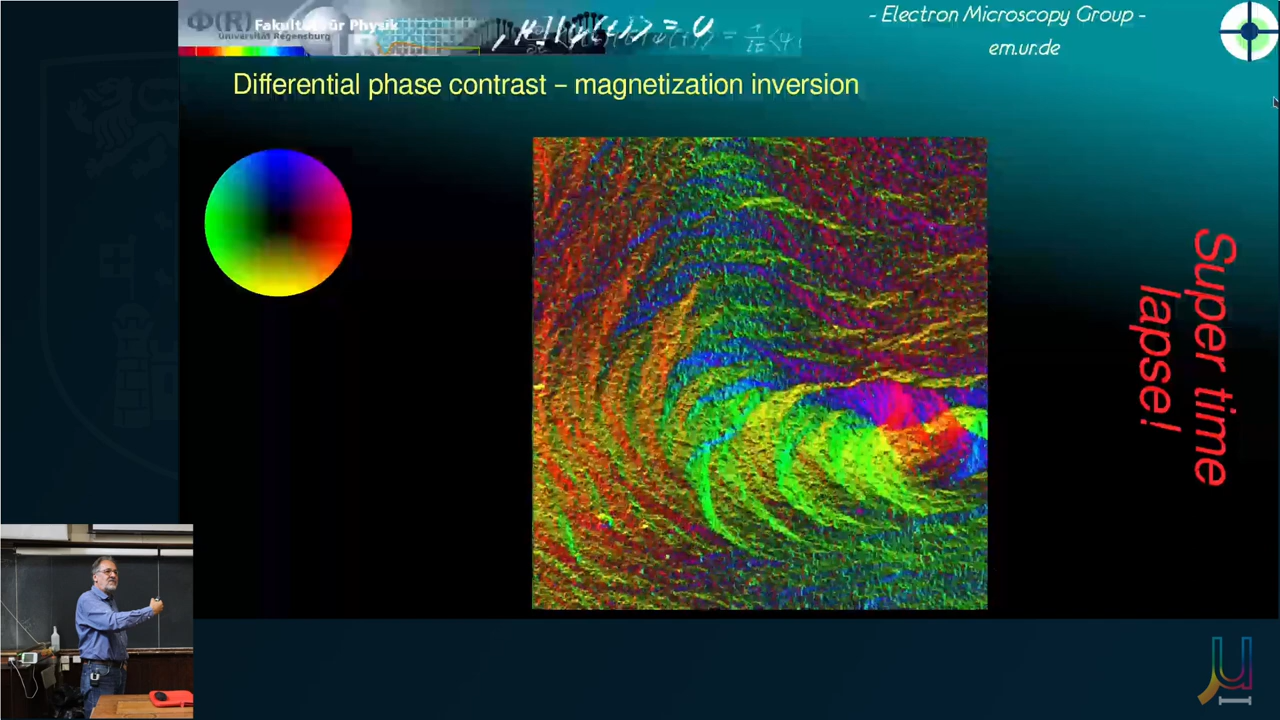 Φ(R) Fakultät für Physik
Universität Regensburg
- Electron Microscopy Group -
em.ur.de
Differential phase contrast – magnetization inversion
Super time
lapse!